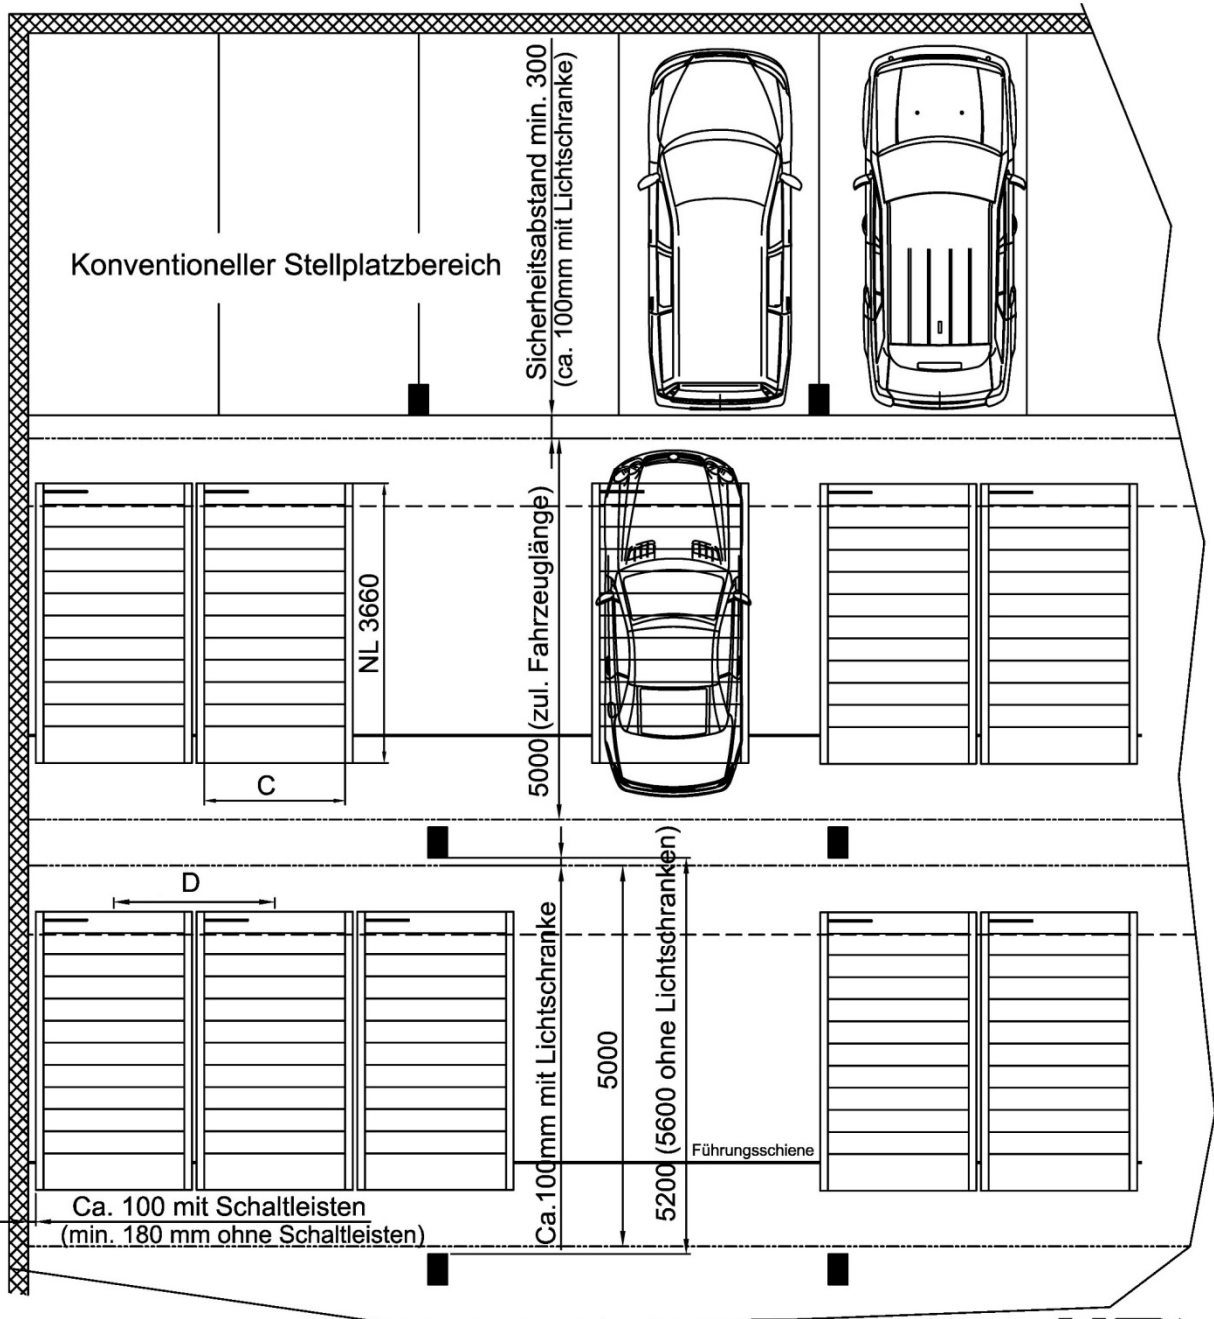 Sicherheitsabstand min. 300
(ca. 100mm mit Lichtschranke)
Konventioneller Stellplatzbereich
NL 3660
5000 (zul. Fahrzeuglänge)
C
D
Ca.100mm mit Lichtschranke
5000
5200 (5600 ohne Lichtschranken)
Führungsschiene
Ca. 100 mit Schaltleisten
(min. 180 mm ohne Schaltleisten)